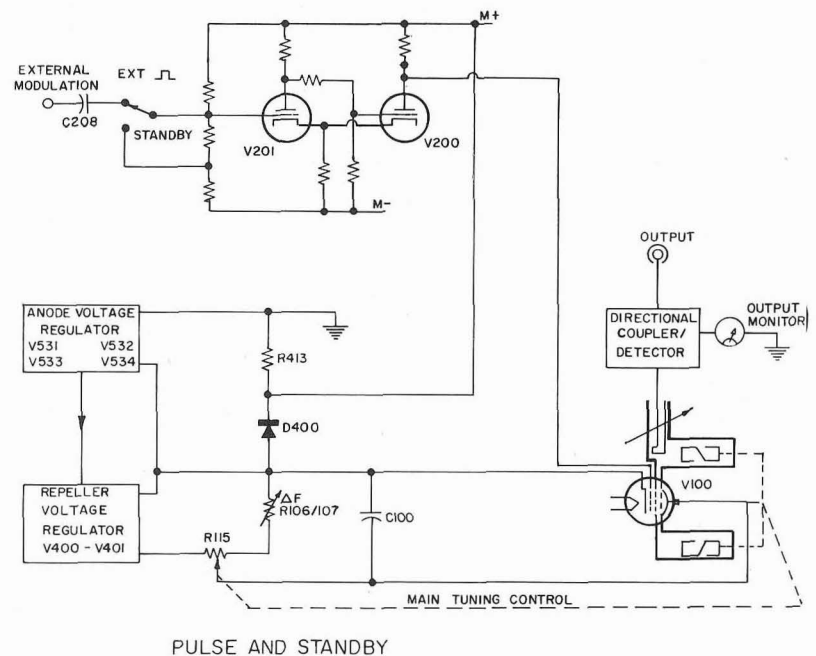 M+
EXTERNAL
MODULATION
EXT
C208
STANDBY
V201
V200
M-
OUTPUT
ANODE VOLTAGE
REGULATOR
V531 V532
V533 V534
R413
DIRECTIONAL
COUPLER/
DETECTOR
OUTPUT
MONITOR
D400
REPELLER
VOLTAGE
REGULATOR
V400 - V401
ΔF
R106/107
C100
V100
R115
MAIN TUNING CONTROL
PULSE AND STANDBY